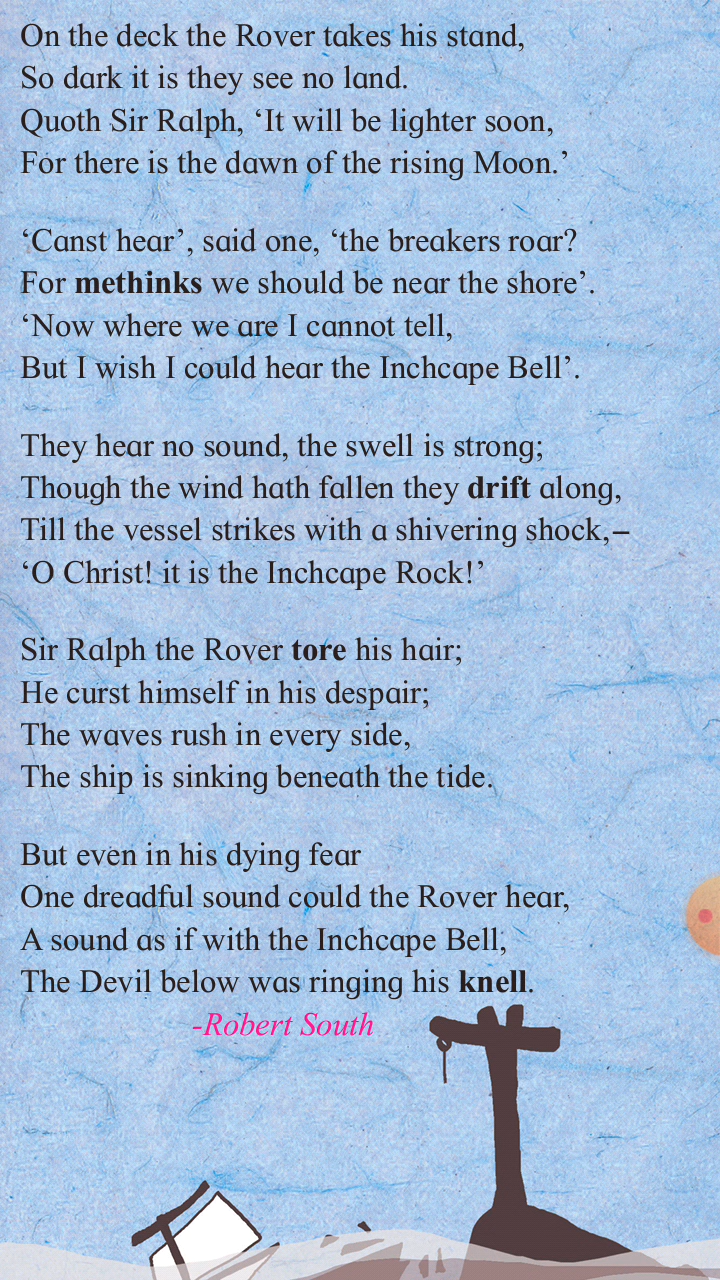 On the deck the Rover takes his stand,
So dark it is they see no land.
Quoth Sir Ralph, ‘It will be lighter soon,
For there is the dawn of the rising Moon.’
‘Canst hear’, said one, ‘the breakers roar?
For methinks we should be near the shore’.
‘Now where we are I cannot tell,
But I wish I could hear the Inchcape Bell’.
They hear no sound, the swell is strong;
Though the wind hath fallen they drift along,
Till the vessel strikes with a shivering shock,–
‘O Christ! it is the Inchcape Rock!’
Sir Ralph the Rover tore his hair;
He curst himself in his despair;
The waves rush in every side,
The ship is sinking beneath the tide.
But even in his dying fear
One dreadful sound could the Rover hear,
A sound as if with the Inchcape Bell,
The Devil below was ringing his knell.
-Robert South